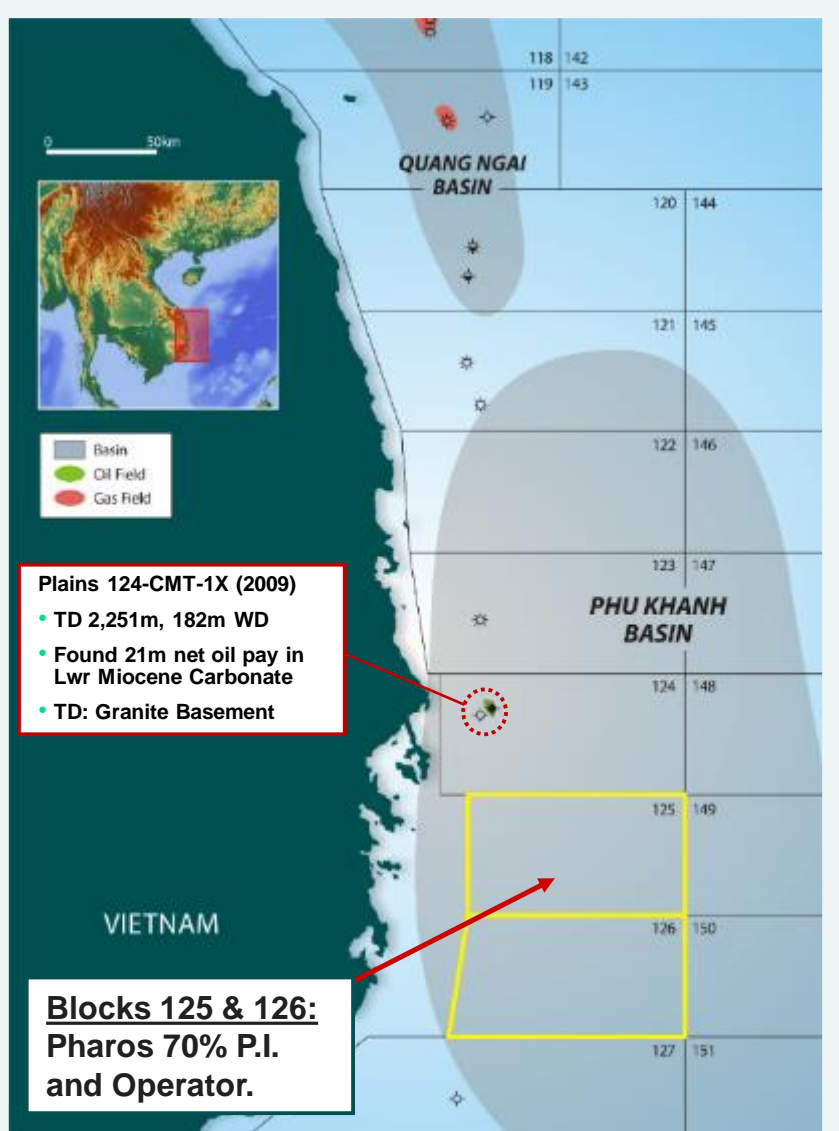 118 142
119 143
0 50km
QUANG NGAI
BASIN
120 144
121 145
Basin
Oil Field
Gas Field
122 146
123 147
Plains 124-CMT-1X (2009)
• TD 2,251m, 182m WD
• Found 21m net oil pay in
Lwr Miocene Carbonate
• TD: Granite Basement
PHU KHANH
BASIN
124 148
125 149
VIETNAM
126 150
Blocks 125 & 126:
Pharos 70% P.I.
and Operator.
127 151